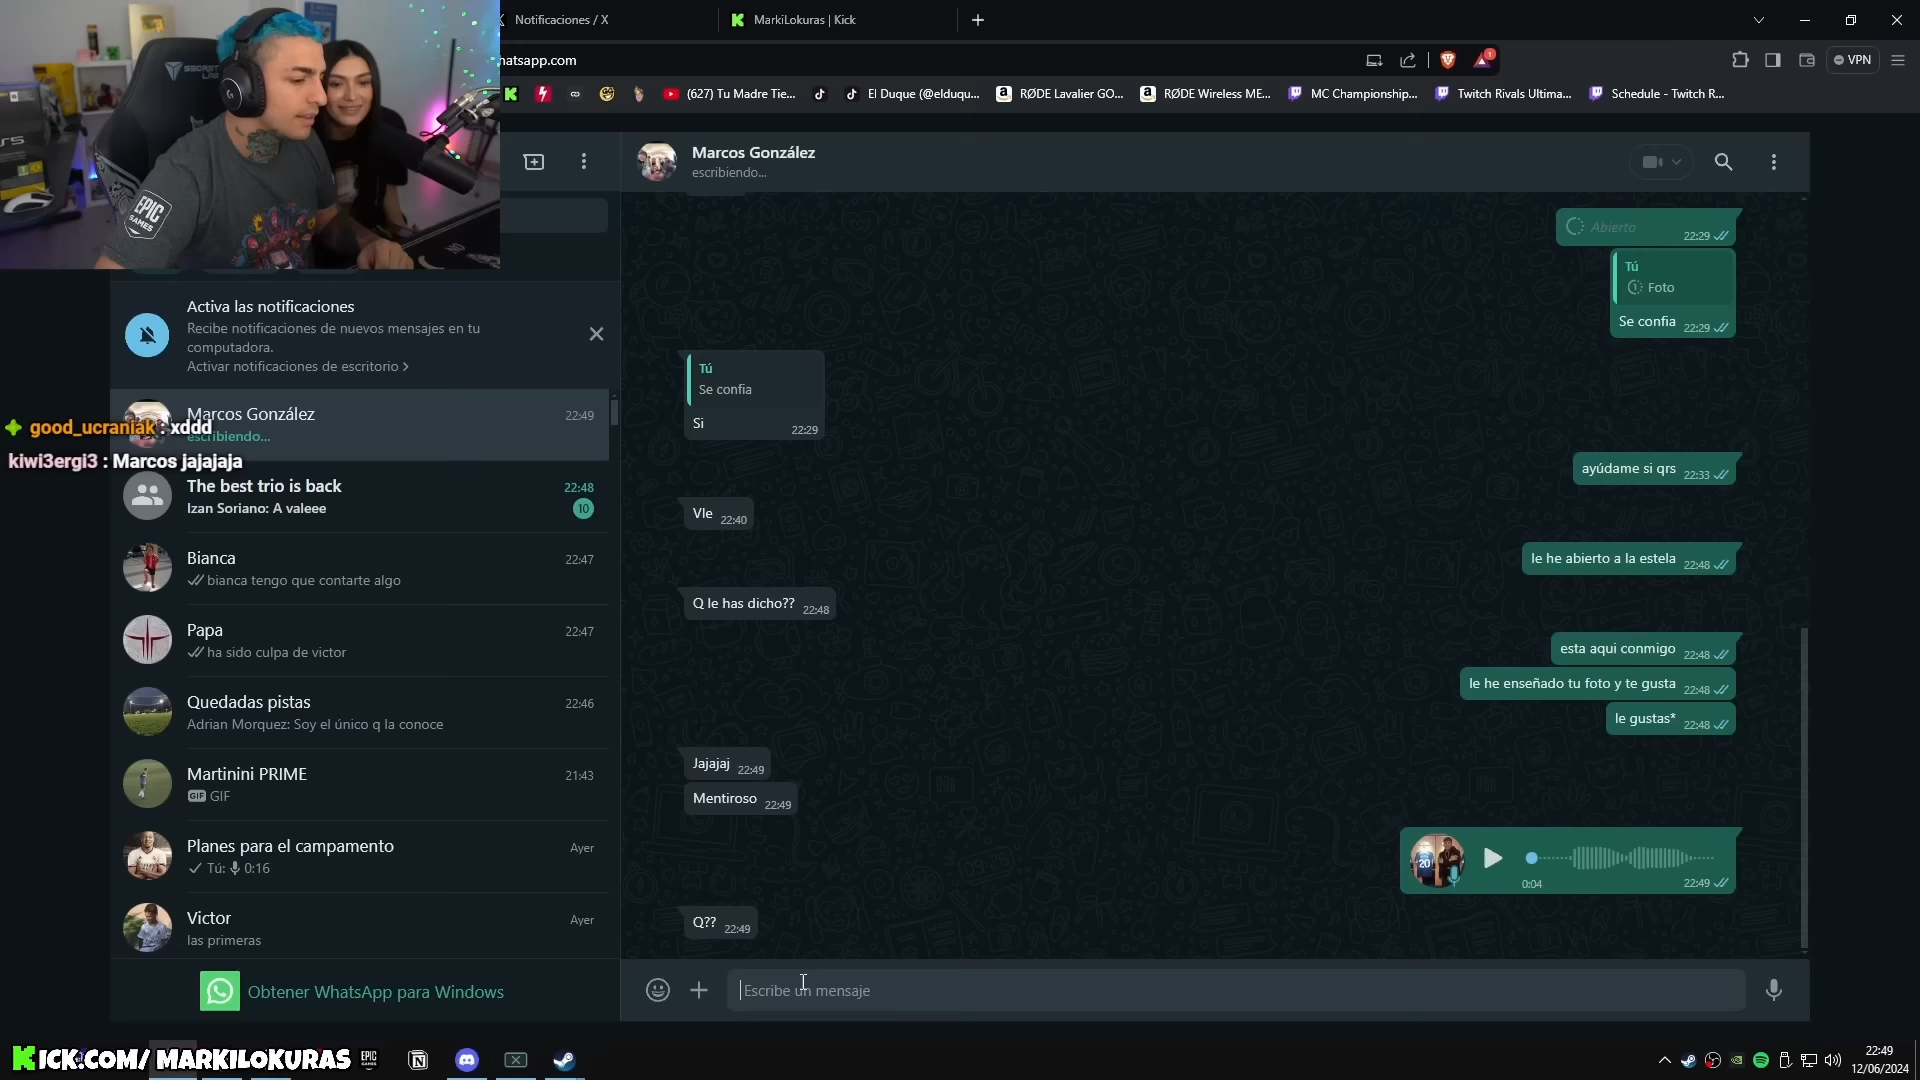 Notificaciones / X
MarkiLokuras | Kick
hatsapp.com
1
VPN
(627) Tu Madre Tie...
El Duque (@elduqu...
RØDE Lavalier GO...
RØDE Wireless ME...
MC Championship...
Twitch Rivals Ultima...
Schedule - Twitch R...
EPIC
GAMES
Marcos González
escribiendo...
Abierto
22:29
Tú
Foto
Se confia
22:29
Tú
Se confia
Si
22:29
ayúdame si qrs
22:33
Vle
22:40
le he abierto a la estela
22:48
Q le has dicho??
22:48
esta aqui conmigo
22:48
le he enseñado tu foto y te gusta
22:48
le gustas*
22:48
Jajajaj
22:49
Mentiroso
22:49
20
0:04
22:49
Q??
22:49
Escribe un mensaje
Activa las notificaciones
Recibe notificaciones de nuevos mensajes en tu
computadora.
Activar notificaciones de escritorio
Marcos González
22:49
escribiendo...
good_ucraniak : xdddd
kiwi3ergi3 : Marcos jajajaja
The best trio is back
22:48
Izan Soriano: A valeee
10
Bianca
22:47
bianca tengo que contarte algo
Papa
22:47
ha sido culpa de victor
Quedadas pistas
22:46
Adrian Morquez: Soy el único q la conoce
Martinini PRIME
21:43
GIF GIF
Planes para el campamento
Ayer
Tú: 0:16
Victor
Ayer
las primeras
Obtener WhatsApp para Windows
KICK.COM/ MARKILOKURAS
EPIC
GAMES
22:49
12/06/2024